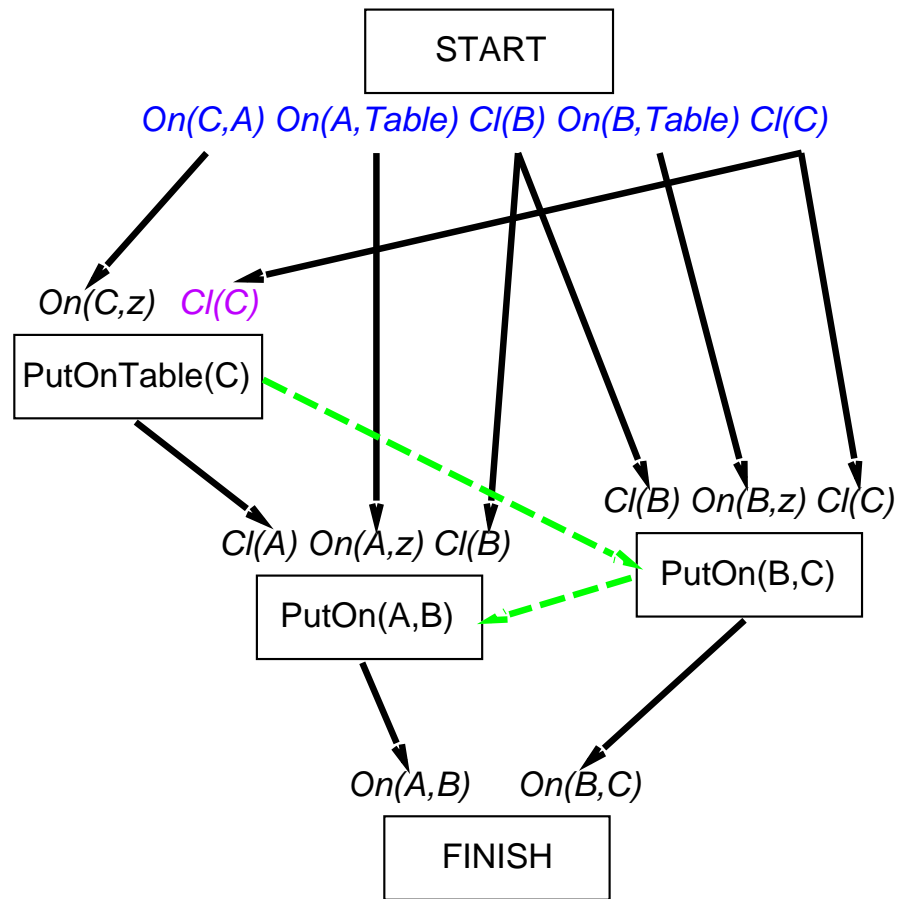 START
On(C,A) On(A,Table) Cl(B) On(B,Table) Cl(C)
On(C,z) Cl(C)
PutOnTable(C)
Cl(B) On(B,z) Cl(C)
Cl(A) On(A,z) Cl(B)
PutOn(B,C)
PutOn(A,B)
On(A,B) On(B,C)
FINISH